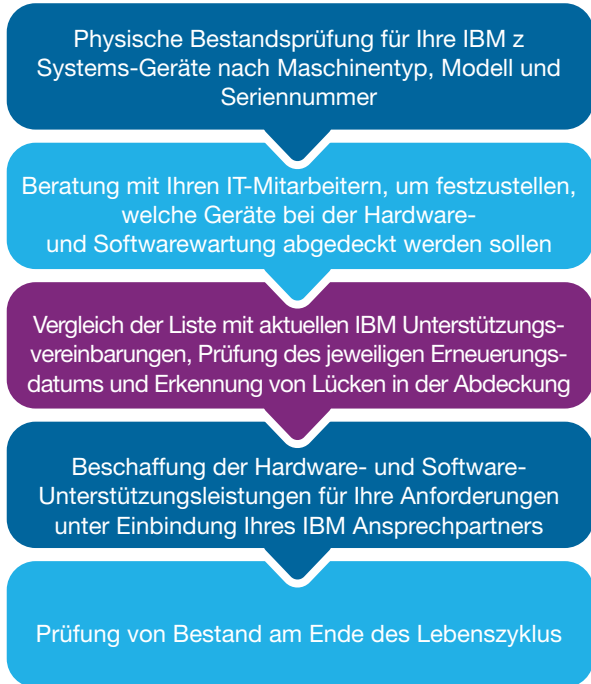 Physische Bestandsprüfung für Ihre IBM z
Systems-Geräte nach Maschinentyp, Modell und
Seriennummer
Beratung mit Ihren IT-Mitarbeitern, um festzustellen,
welche Geräte bei der Hardware-
und Softwarewartung abgedeckt werden sollen
Vergleich der Liste mit aktuellen IBM Unterstützungs-
vereinbarungen, Prüfung des jeweiligen Erneuerungs-
datums und Erkennung von Lücken in der Abdeckung
Beschaffung der Hardware- und Software-
Unterstützungsleistungen für Ihre Anforderungen
unter Einbindung Ihres IBM Ansprechpartners
Prüfung von Bestand am Ende des Lebenszyklus